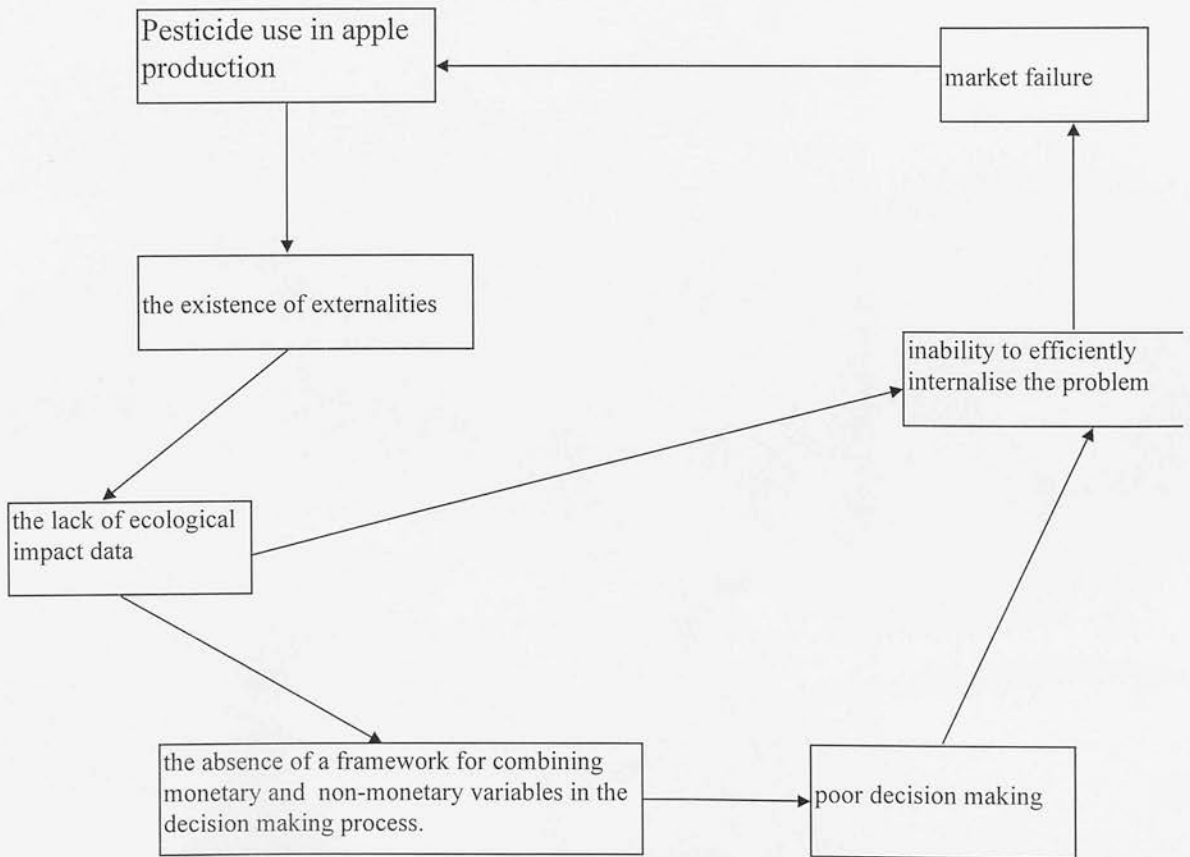 Pesticide use in apple
production
market failure
the existence of externalities
inability to efficiently
internalise the problem
the lack of ecological
impact data
the absence of a framework for combining
monetary and non-monetary variables in the
decision making process.
poor decision making